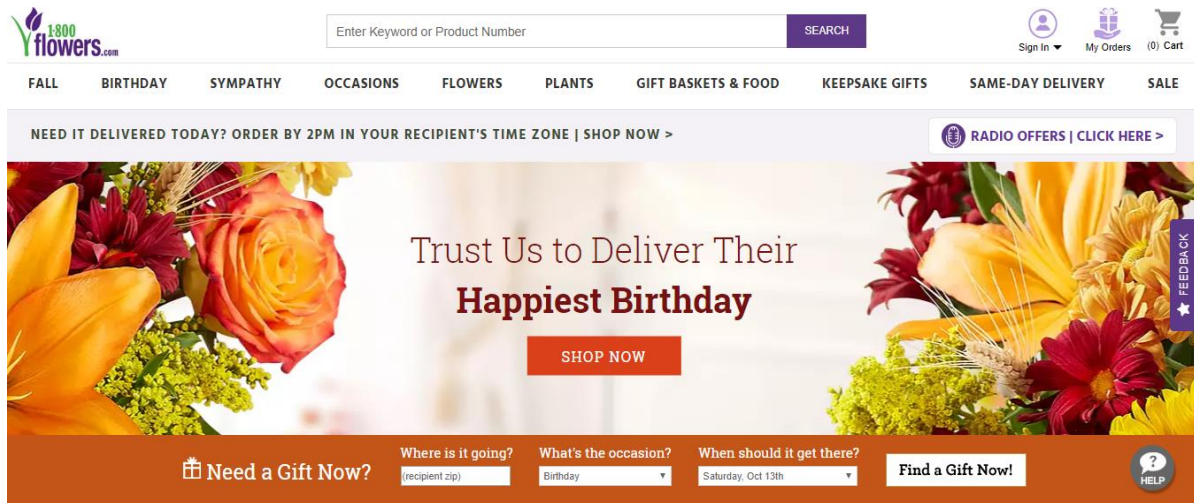 1·800
flowers.com
Enter Keyword or Product Number
SEARCH
Sign In
My Orders
(0) Cart
FALL
BIRTHDAY
SYMPATHY
OCCASIONS
FLOWERS
PLANTS
GIFT BASKETS & FOOD
KEEPSAKE GIFTS
SAME-DAY DELIVERY
SALE
NEED IT DELIVERED TODAY? ORDER BY 2PM IN YOUR RECIPIENT'S TIME ZONE | SHOP NOW >
RADIO OFFERS | CLICK HERE >
Trust Us to Deliver Their
Happiest Birthday
SHOP NOW
FEEDBACK
Need a Gift Now?
Where is it going?
(recipient zip)
What's the occasion?
Birthday
When should it get there?
Saturday, Oct 13th
Find a Gift Now!
?
HELP